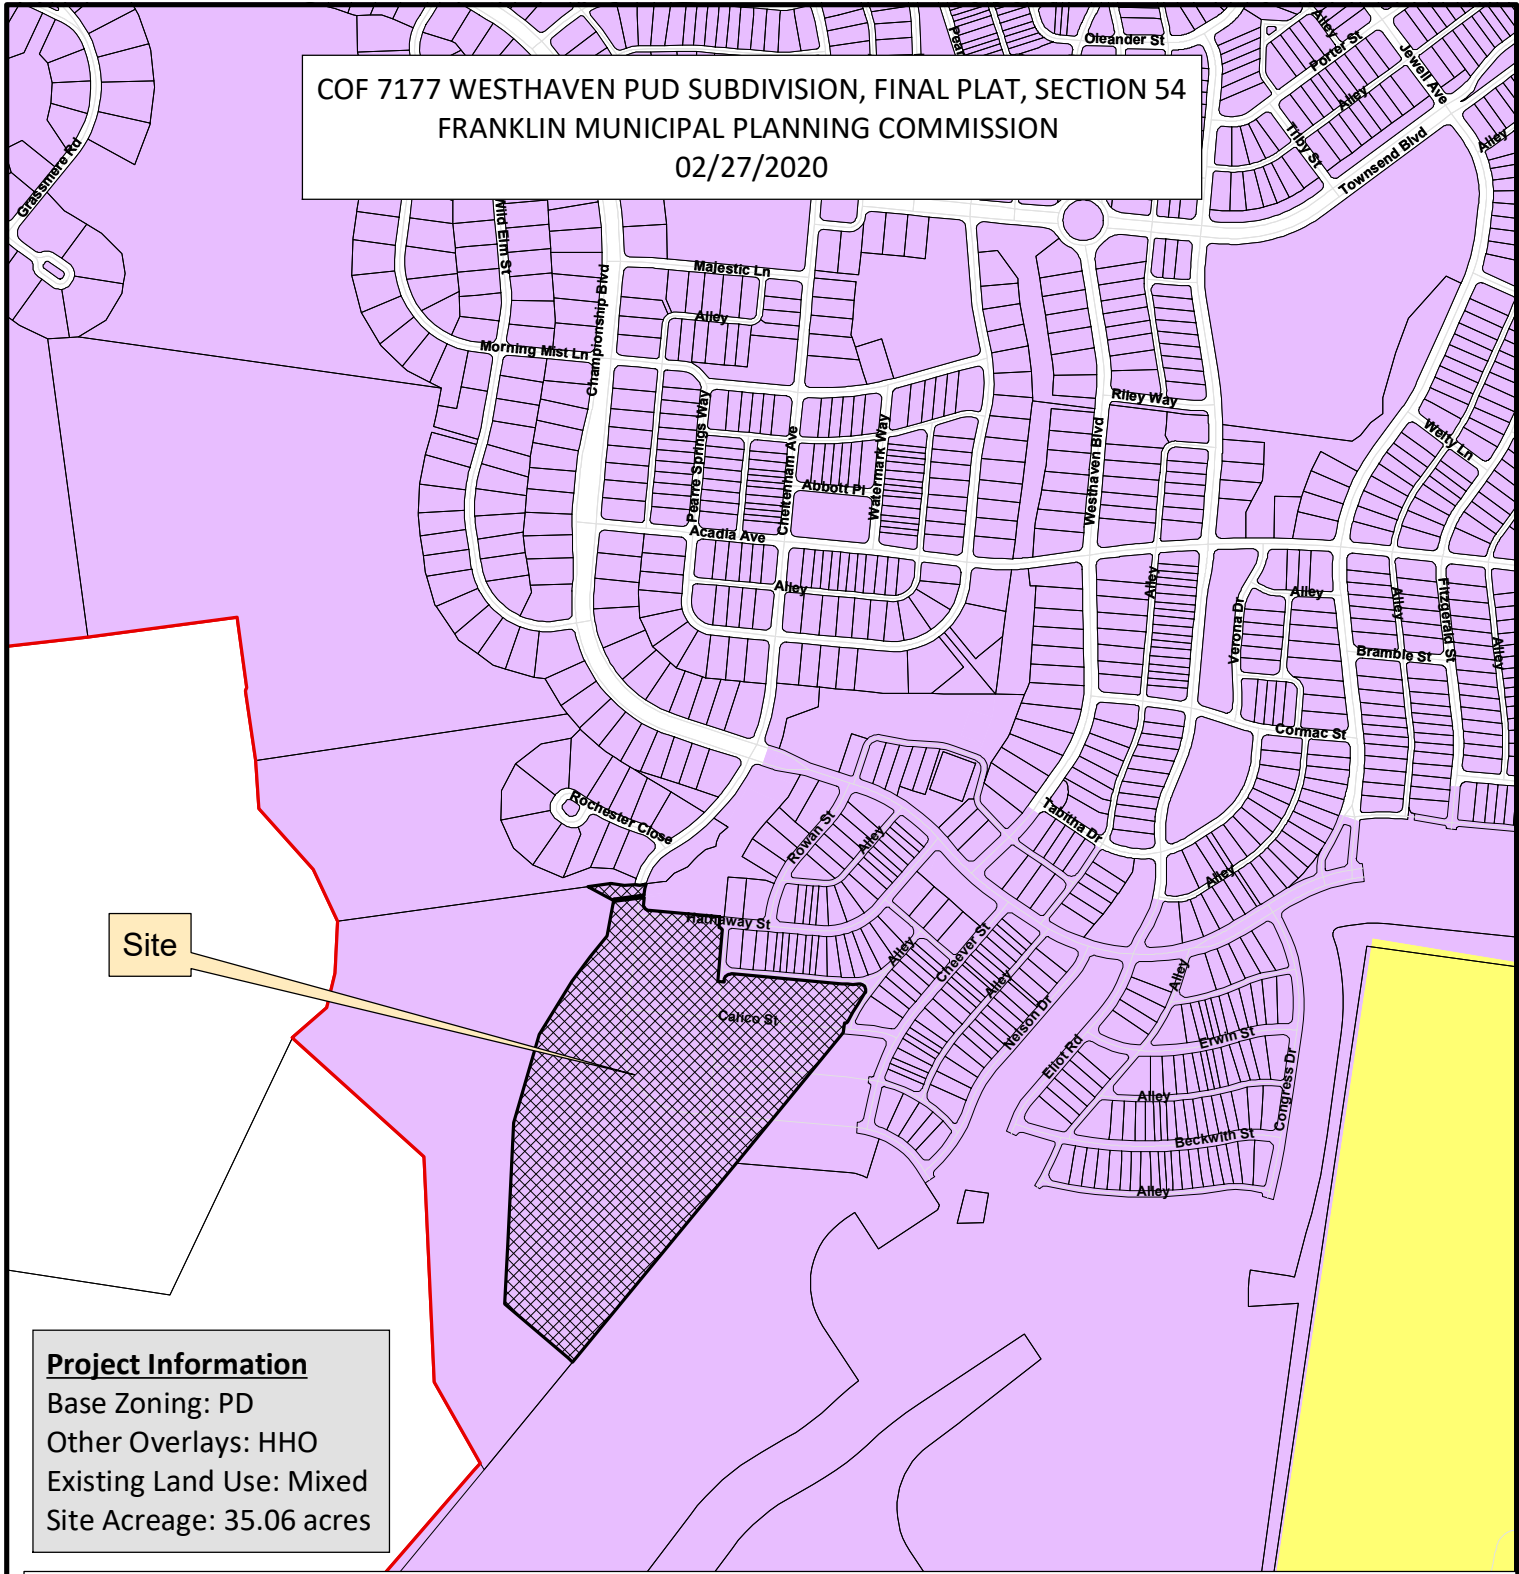 COF 7177 WESTHAVEN PUD SUBDIVISION, FINAL PLAT, SECTION 54
FRANKLIN MUNICIPAL PLANNING COMMISSION
02/27/2020
Oleander St
Alley
Porter St
Jewell Ave
Alley
Alley
Tilby St
Townsend Blvd
Grassmere Rd
Wild Elm St
Championship Blvd
Majestic Ln
Alley
Morning Mist Ln
Pearre Springs Way
Cheltenham Ave
Watermark Way
Abbott Pl
Acadia Ave
Alley
Riley Way
Westhaven Blvd
Welty Ln
Alley
Verona Dr
Alley
Alley
Fitzgerald St
Alley
Bramble St
Cormac St
Rochester Close
Rowan St
Alley
Tabitha Dr
Alley
Hathaway St
Alley
Cheever St
Alley
Nelson Dr
Eliot Rd
Alley
Erwin St
Congress Dr
Alley
Beckwith St
Alley
Calico St
Site
Project Information
Base Zoning: PD
Other Overlays: HHO
Existing Land Use: Mixed
Site Acreage: 35.06 acres